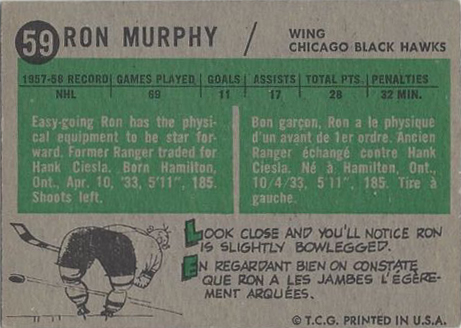 59 RON MURPHY / WING
CHICAGO BLACK HAWKS
1957-58 RECORD GAMES PLAYED GOALS ASSISTS TOTAL PTS. PENALTIES
NHL 69 11 17 28 32 MIN.
Easy-going Ron has the physi-
cal equipment to be star for-
ward. Former Ranger traded for
Hank Ciesla. Born Hamilton,
Ont., Apr. 10, '33, 5'11", 185.
Shoots left.
Bon garçon, Ron a le physique
d'un avant de 1er ordre. Ancien
Ranger échangé contre Hank
Ciesla. Né à Hamilton, Ont.,
10/4/33, 5'11", 185. Tire à
gauche.
LOOK CLOSE AND YOU'LL NOTICE RON
IS SLIGHTLY BOWLEGGED.
EN REGARDANT BIEN ON CONSTATE
QUE RON A LES JAMBES LÉGÈRE-
MENT ARQUÉES.
© T.C.G. PRINTED IN U.S.A.